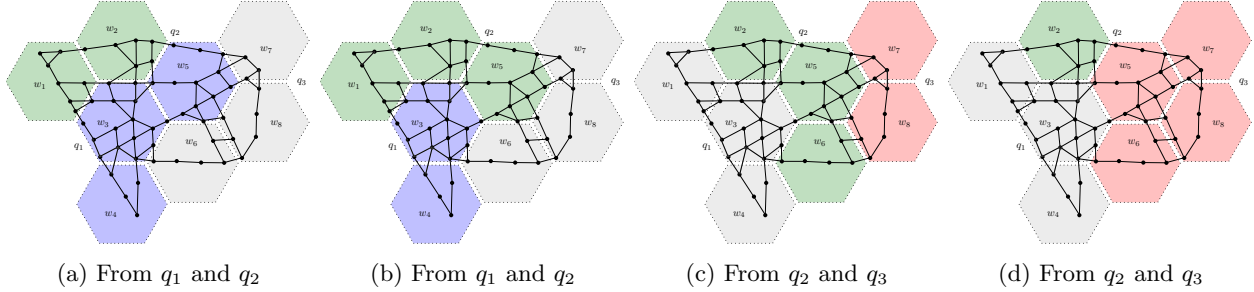 w2 q2 w7
w5
w1 q3
w3 w8
q1 w6
w4
(a) From q1 and q2
w2 q2 w7
w5
w1 q3
w3 w8
q1 w6
w4
(b) From q1 and q2
w2 q2 w7
w5
w1 q3
w3 w8
q1 w6
w4
(c) From q2 and q3
w2 q2 w7
w5
w1 q3
w3 w8
q1 w6
w4
(d) From q2 and q3